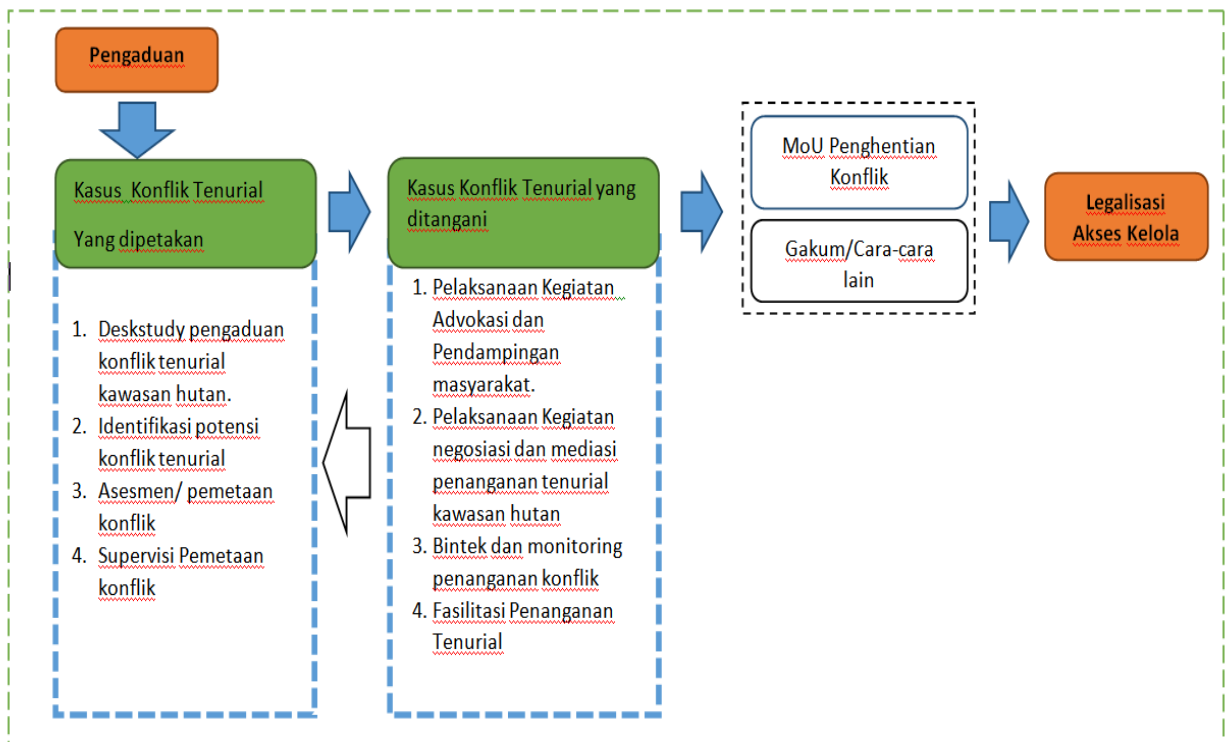 Pengaduan
Kasus Konflik Tenurial
Yang dipetakan
1. Deskstudy pengaduan
konflik tenurial
kawasan hutan.
2. Identifikasi potensi
konflik tenurial
3. Asesmen/ pemetaan
konflik
4. Supervisi Pemetaan
konflik
Kasus Konflik Tenurial yang
ditangani
1. Pelaksanaan Kegiatan
Advokasi dan
Pendampingan
masyarakat.
2. Pelaksanaan Kegiatan
negosiasi dan mediasi
penanganan tenurial
kawasan hutan
3. Bintek dan monitoring
penanganan konflik
4. Fasilitasi Penanganan
Tenurial
MoU Penghentian
Konflik
Gakum/Cara-cara
lain
Legalisasi
Akses Kelola